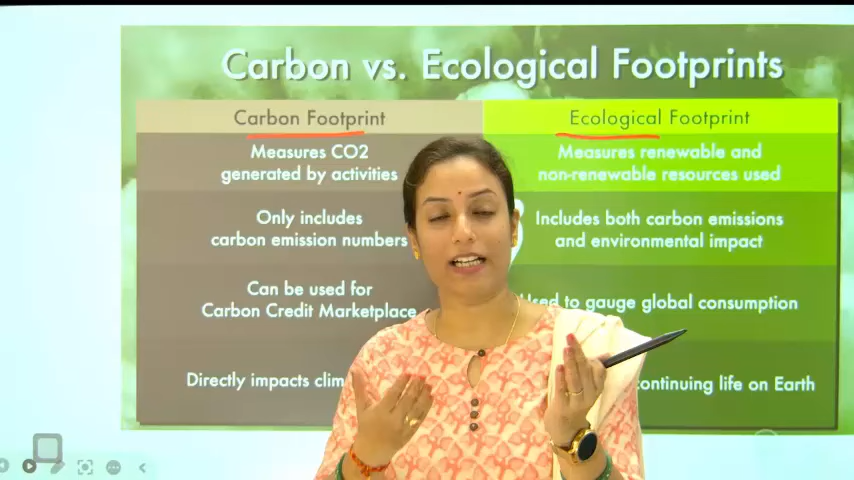 Carbon vs. Ecological Footprints
Carbon Footprint
Ecological Footprint
Measures CO2
generated by activities
Measures renewable and
non-renewable resources used
Only includes
carbon emission numbers
Includes both carbon emissions
and environmental impact
Can be used for
Carbon Credit Marketplace
Used to gauge global consumption
Directly impacts
continuing life on Earth